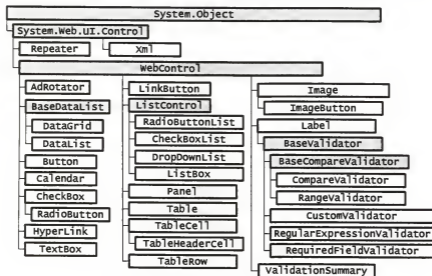 System.Object
System.Web.UI.Control
Repeater
Xml
WebControl
AdRotator
BaseDataList
DataGrid
DataList
Button
Calendar
CheckBox
RadioButton
HyperLink
TextBox
LinkButton
ListControl
RadioButtonList
CheckBoxList
DropDownList
ListBox
Panel
Table
TableCell
TableHeaderCell
TableRow
Image
ImageButton
Label
BaseValidator
BaseCompareValidator
CompareValidator
RangeValidator
CustomValidator
RegularExpressionValidator
RequiredFieldValidator
ValidationSummary